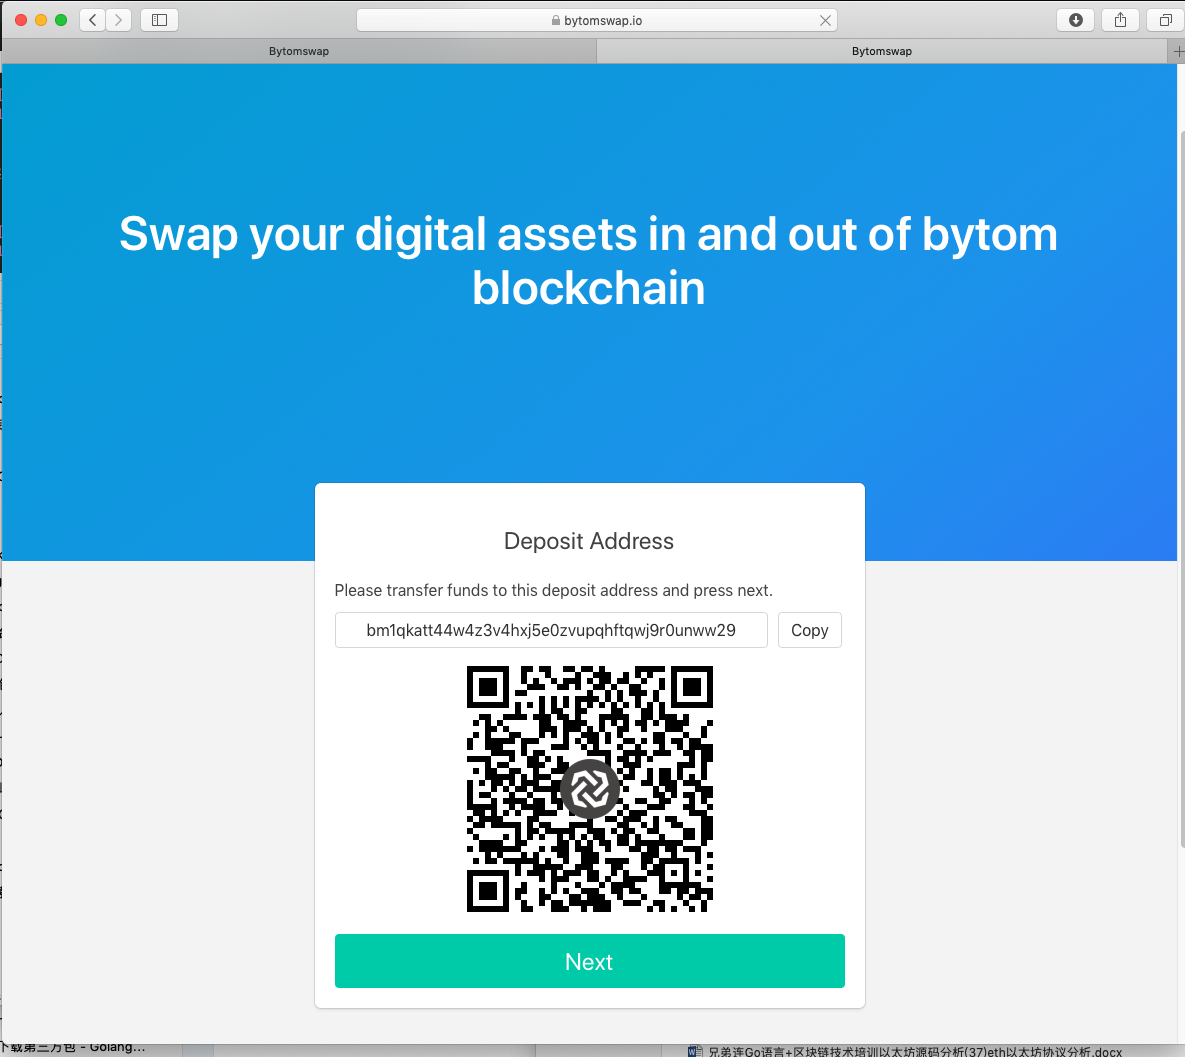 bytomswap.io
Bytomswap
Bytomswap
Swap your digital assets in and out of bytom
blockchain
Deposit Address
Please transfer funds to this deposit address and press next.
bm1qkatt44w4z3v4hxj5e0zvupqhftqwj9r0unww29
Copy
Next
下载第三方包 - Golang...
兄弟连Go语言+区块链技术培训以太坊源码分析(37)eth以太坊协议分析.docx